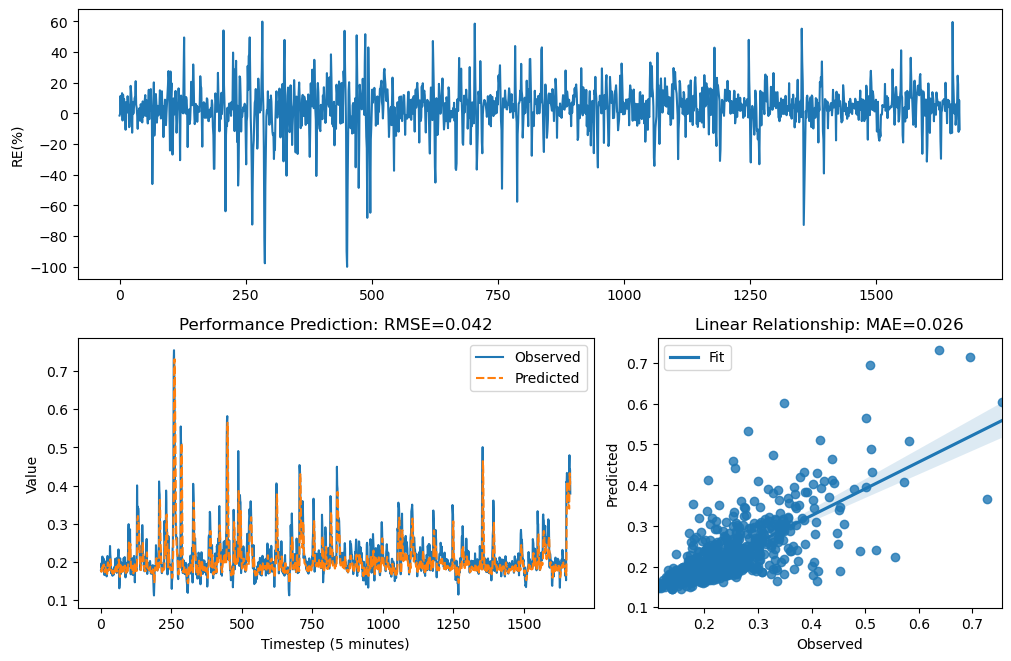 RE(%)
60
40
20
0
−20
−40
−60
−80
−100
0 250 500 750 1000 1250 1500
Performance Prediction: RMSE=0.042
Value
0.7
0.6
0.5
0.4
0.3
0.2
0.1
Observed
Predicted
0 250 500 750 1000 1250 1500
Timestep (5 minutes)
Linear Relationship: MAE=0.026
Predicted
0.7
0.6
0.5
0.4
0.3
0.2
0.1
Fit
0.2 0.3 0.4 0.5 0.6 0.7
Observed